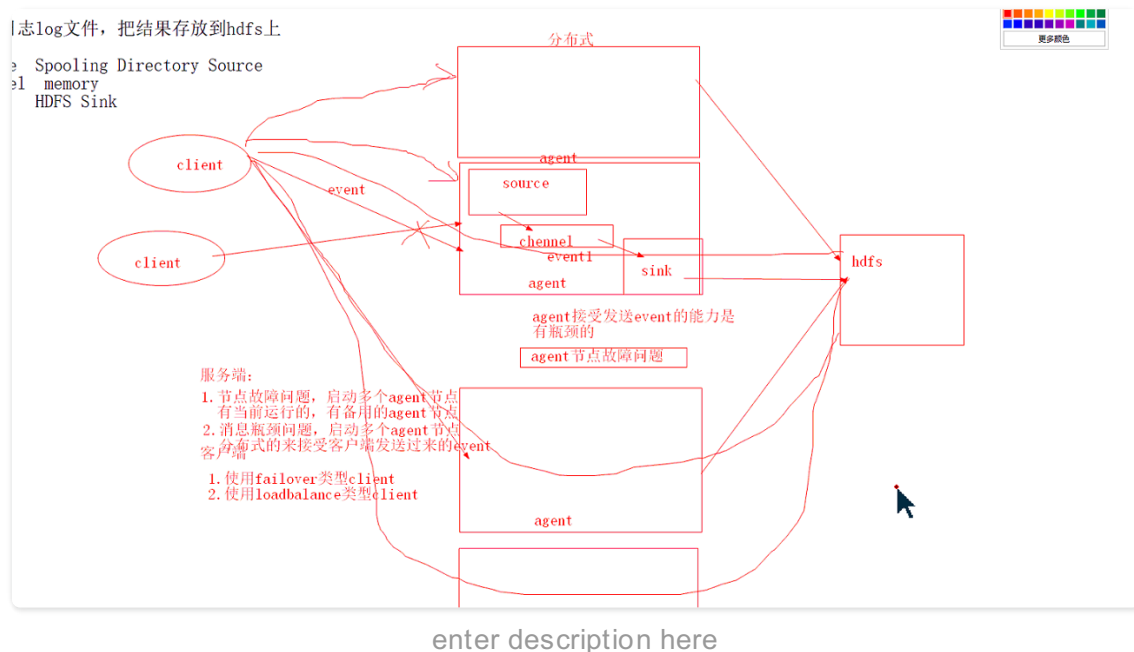 志log文件，把结果存放到hdfs上
Spooling Directory Source
memory
HDFS Sink
更多颜色
分布式
client
event
client
agent
source
chennel
event1
sink
agent
hdfs
agent接受发送event的能力是
有瓶颈的
agent节点故障问题
服务端:
1.节点故障问题，启动多个agent节点
有当前运行的，有备用的agent节点
2.消息瓶颈问题，启动多个agent节点
分布式的来接受客户端发送过来的event
客户端
1.使用failover类型client
2.使用loadbalance类型client
agent
enter description here